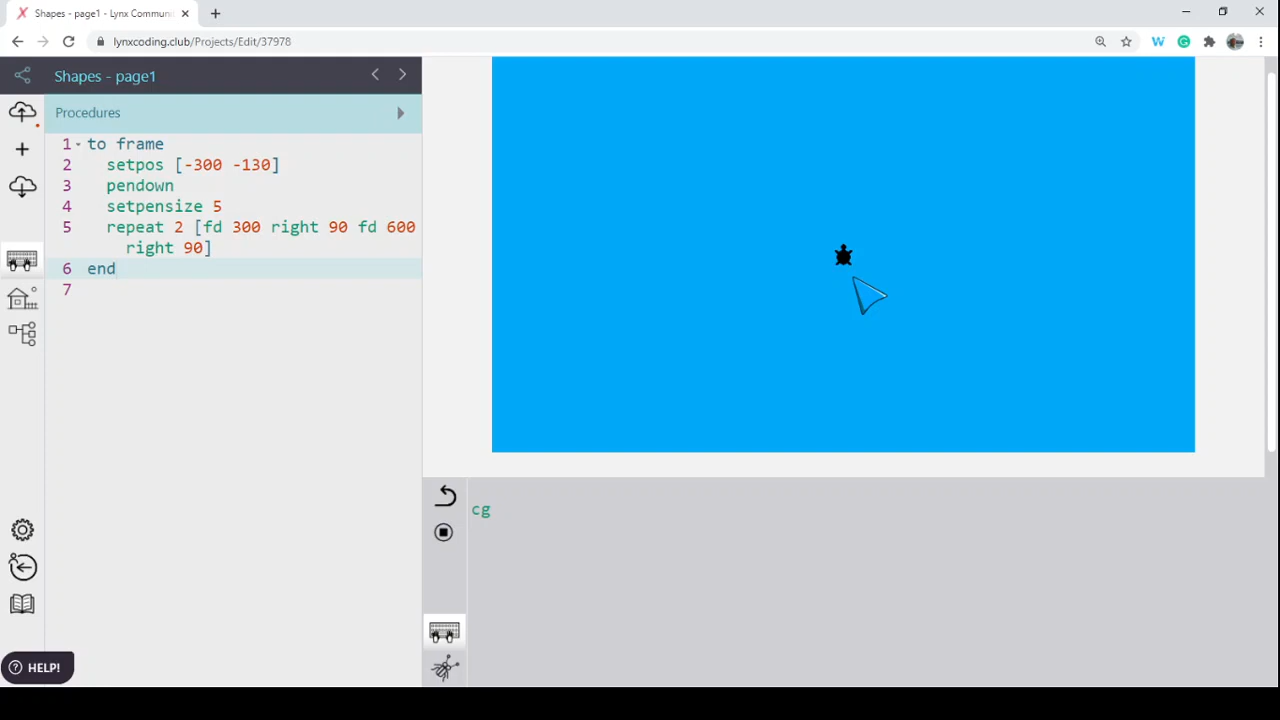 Shapes - page1 - Lynx Commun
lynxcoding.club/Projects/Edit/37978
Shapes - page1
Procedures
1 to frame
2 setpos [-300 -130]
3 pendown
4 setpensize 5
5 repeat 2 [fd 300 right 90 fd 600
right 90]
6 end
7
cg
? HELP!